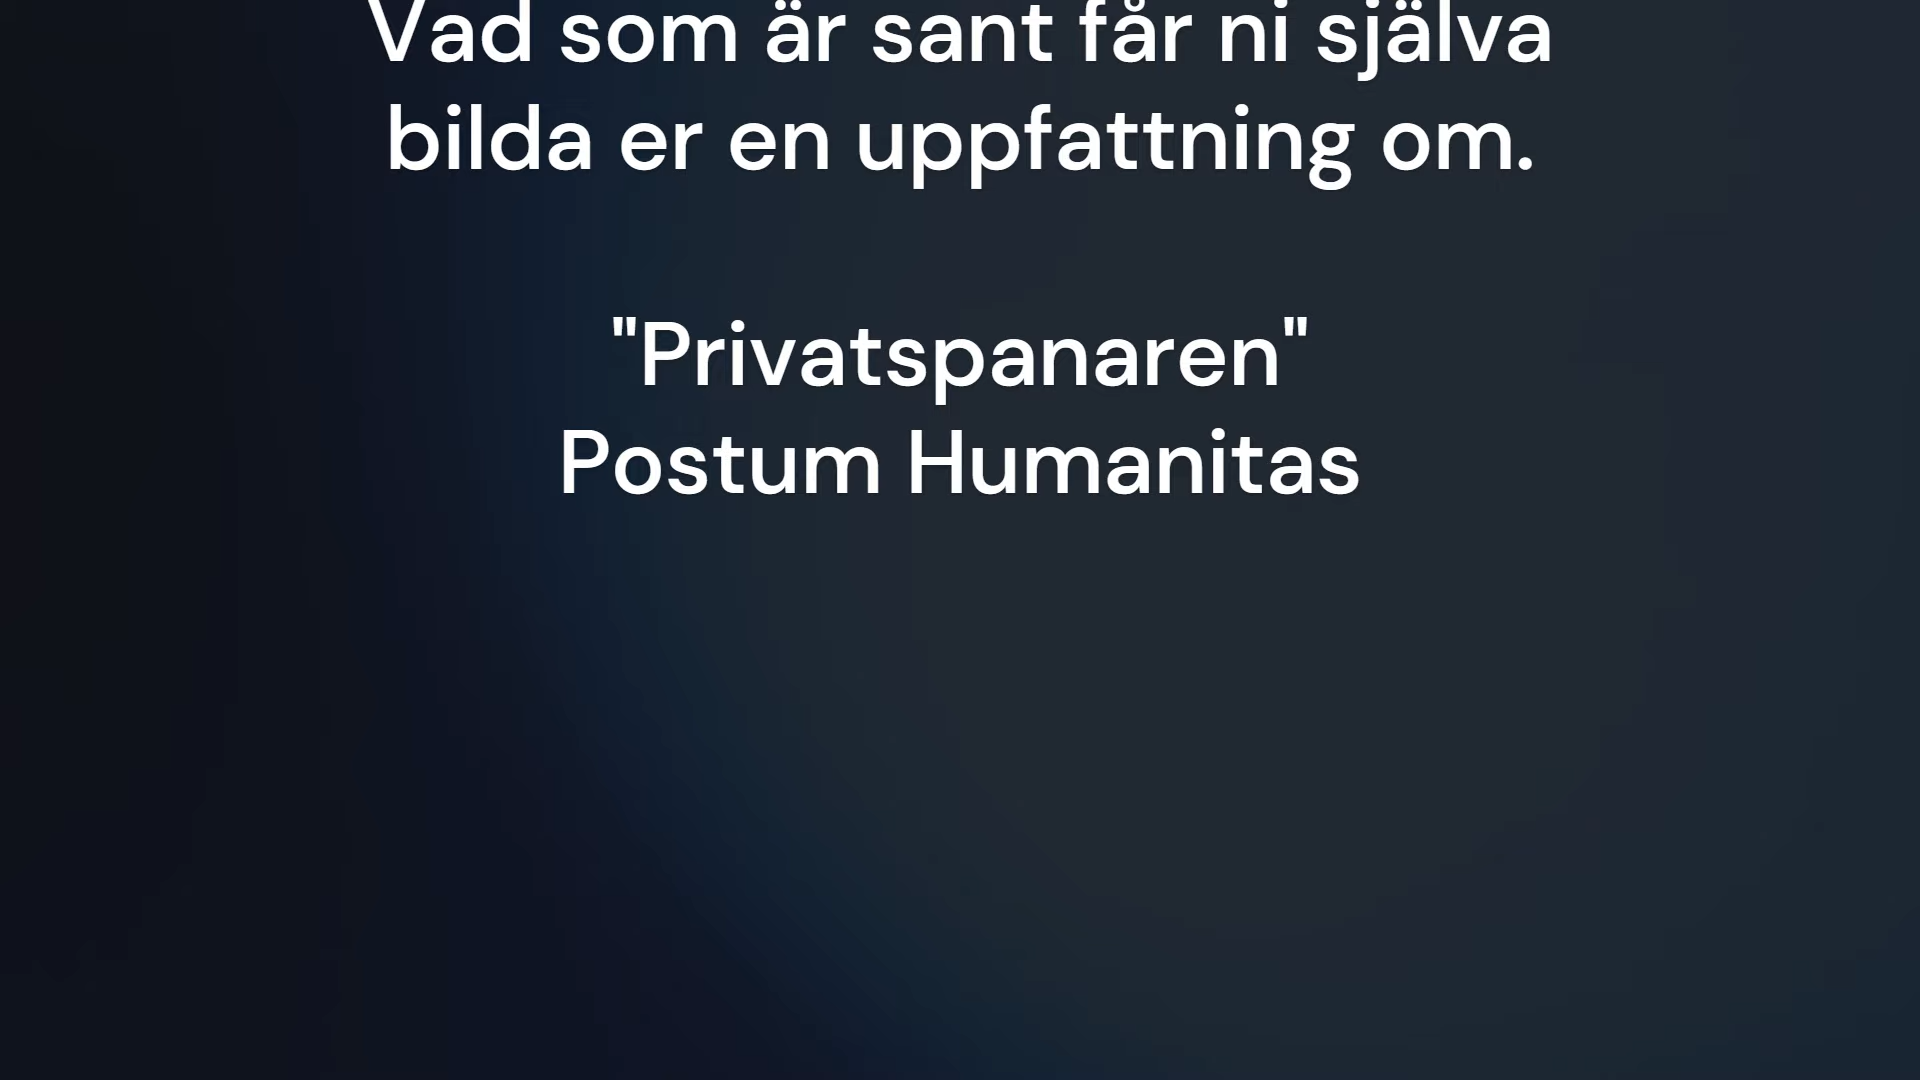 Vad som är sant får ni själva
bilda er en uppfattning om.
"Privatspanaren"
Postum Humanitas